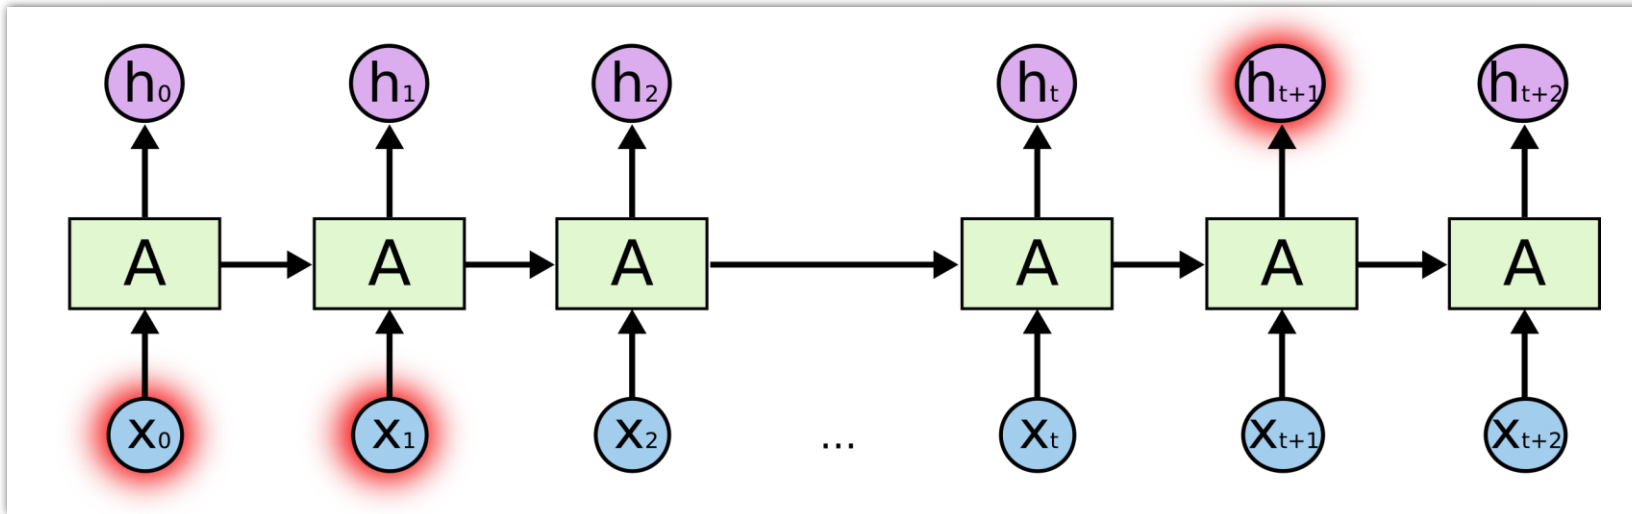 h₀ h₁ h₂ hₜ hₜ₊₁ hₜ₊₂
A A A A A A
x₀ x₁ x₂ ... xₜ xₜ₊₁ xₜ₊₂